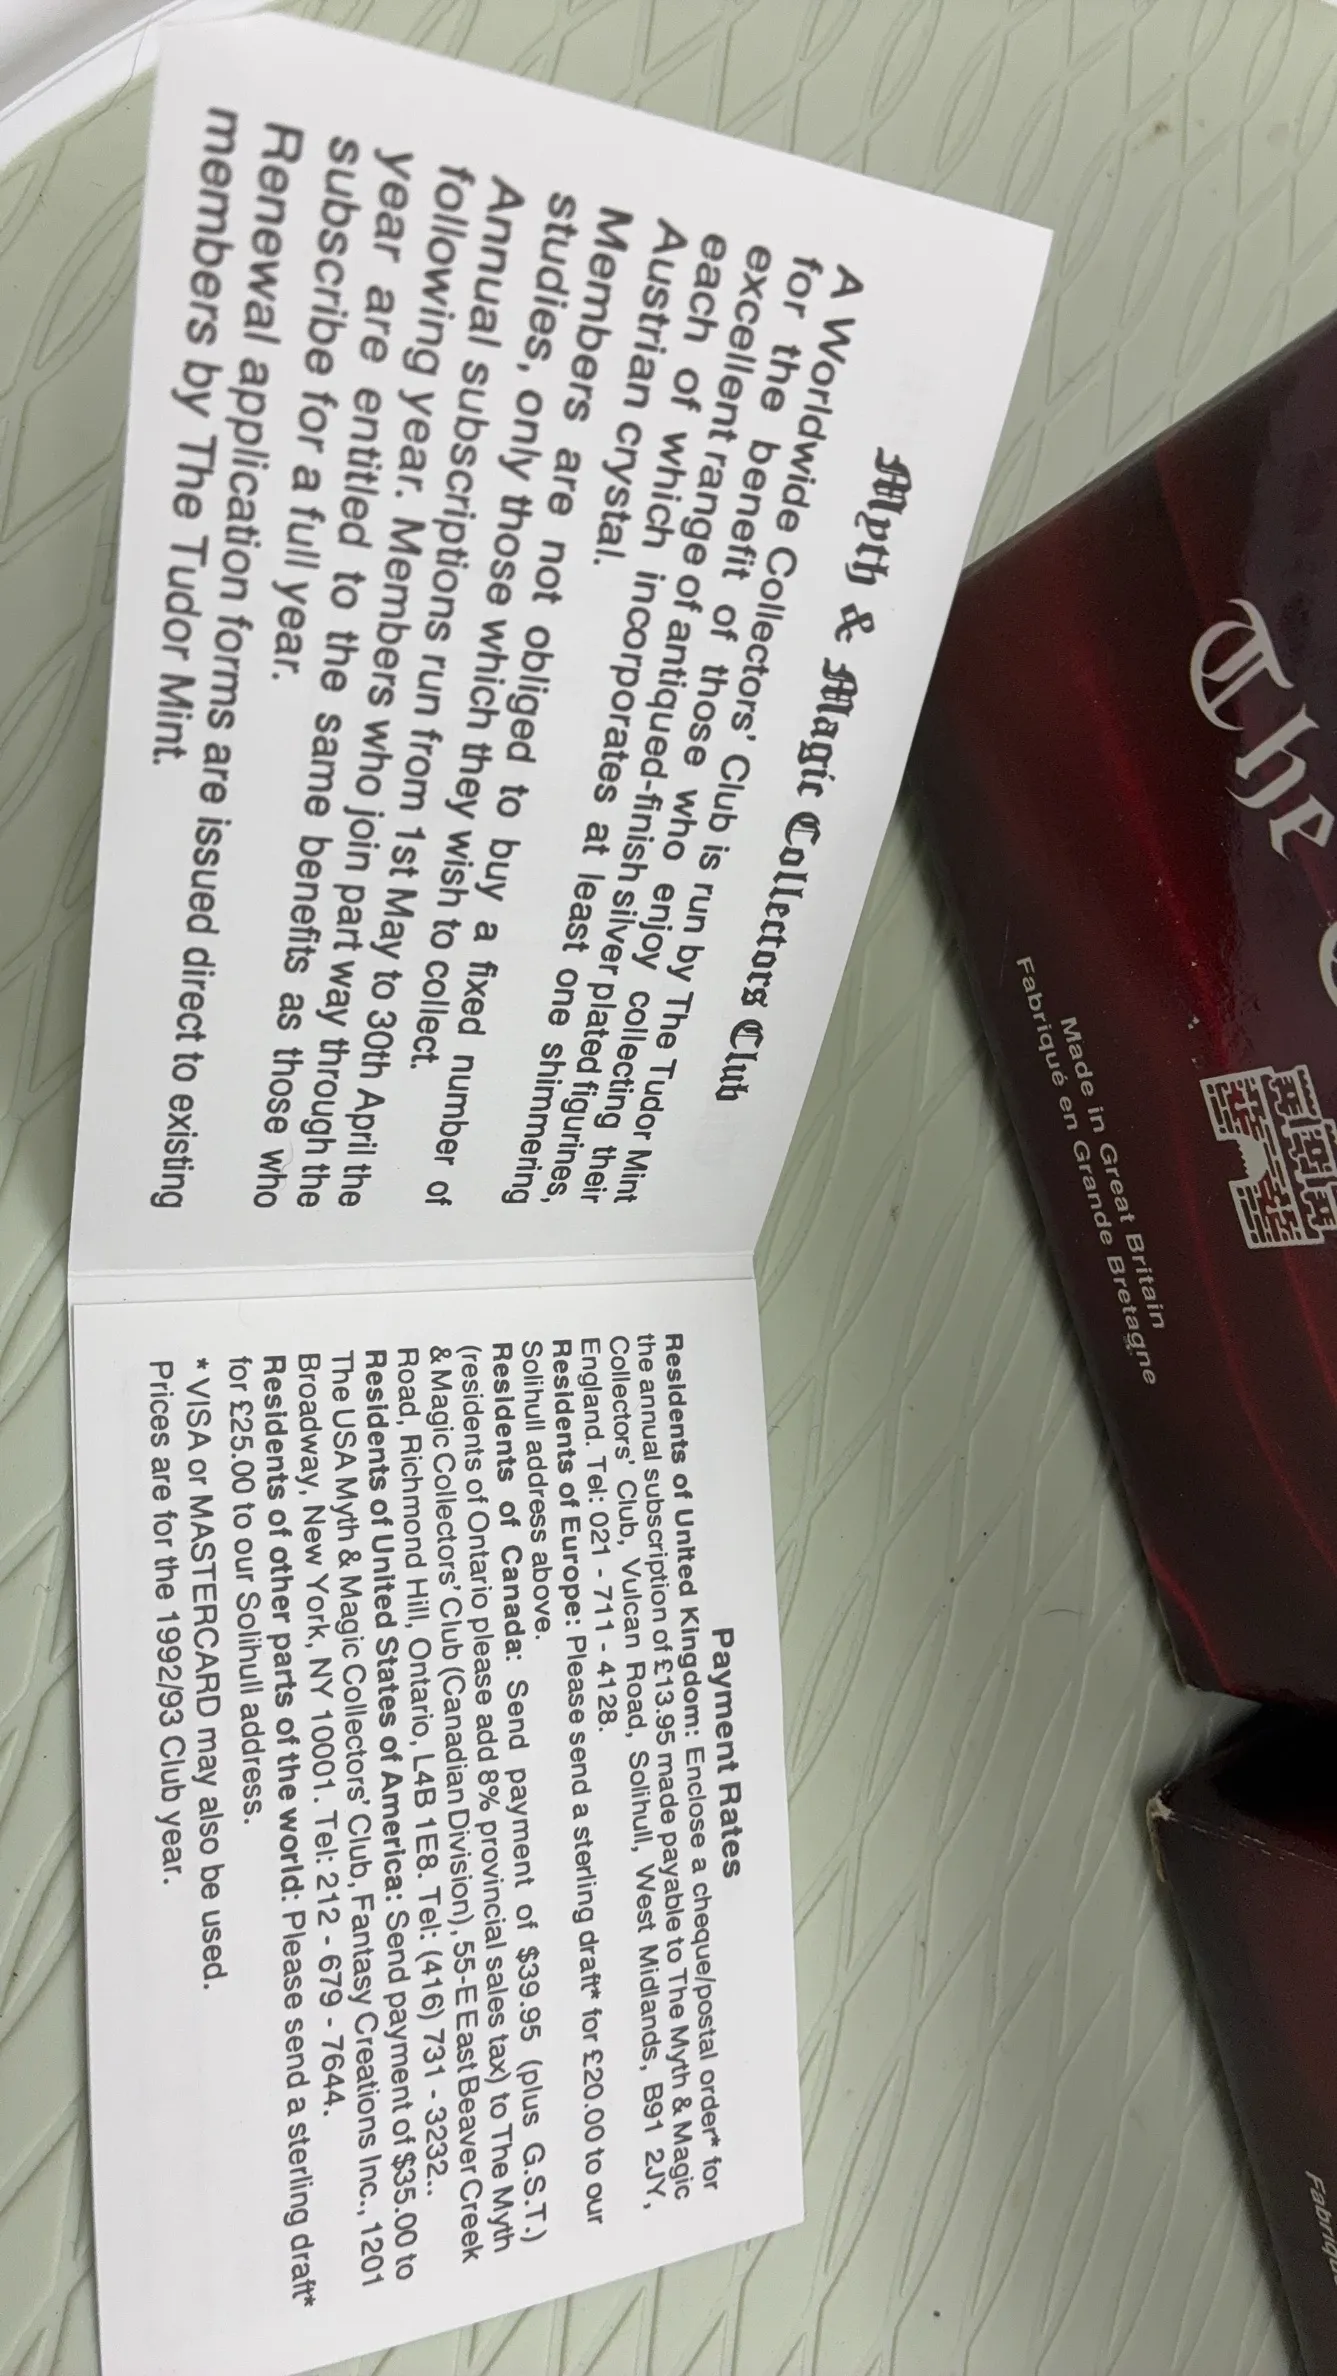 Myth & Magic Collectors Club
A Worldwide Collectors' Club is run by The Tudor Mint
for the benefit of those who enjoy collecting their
excellent range of antiqued-finish silver plated figurines,
each of which incorporates at least one shimmering
Austrian crystal.
Members are not obliged to buy a fixed number of
studies, only those which they wish to collect.
Annual subscriptions run from 1st May to 30th April the
following year. Members who join part way through the
year are entitled to the same benefits as those who
subscribe for a full year.
Renewal application forms are issued direct to existing
members by The Tudor Mint.
Payment Rates
Residents of United Kingdom: Enclose a cheque/postal order* for
the annual subscription of £13.95 made payable to The Myth & Magic
Collectors' Club, Vulcan Road, Solihull, West Midlands, B91 2JY,
England. Tel: 021 - 711 - 4128.
Residents of Europe: Please send a sterling draft* for £20.00 to our
Solihull address above.
Residents of Canada: Send payment of $39.95 (plus G.S.T.)
(residents of Ontario please add 8% provincial sales tax) to The Myth
& Magic Collectors' Club (Canadian Division), 55-E East Beaver Creek
Road, Richmond Hill, Ontario, L4B 1E8. Tel: (416) 731 - 3232..
Residents of United States of America: Send payment of $35.00 to
The USA Myth & Magic Collectors' Club, Fantasy Creations Inc., 1201
Broadway, New York, NY 10001. Tel: 212 - 679 - 7644.
Residents of other parts of the world: Please send a sterling draft*
for £25.00 to our Solihull address.
* VISA or MASTERCARD may also be used.
Prices are for the 1992/93 Club year.
The
Made in Great Britain
Fabriqué en Grande Bretagne